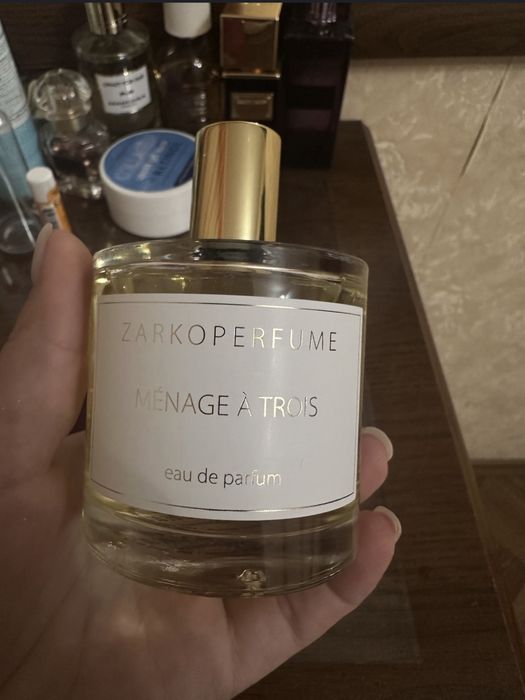 ZARKOPERFUME
MÉNAGE À TROIS
eau de parfum